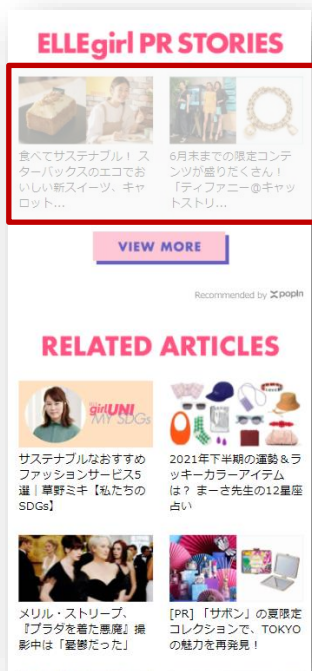 ELLEgirl PR STORIES
食べてサステナブル！ ス
ターバックスのエコでお
いしい新スイーツ、キャ
ロット...
6月末までの限定コンテ
ンツが盛りだくさん！
「ティファニー@キャッ
トストリ...
VIEW MORE
Recommended by popIn
RELATED ARTICLES
girlUNI
MY SDGs
サステナブルなおすすめ
ファッションサービス5
選｜草野ミキ【私たちの
SDGs】
2021年下半期の運勢＆ラ
ッキーカラーアイテム
は？ まーさ先生の12星座
占い
メリル・ストリープ、
『プラダを着た悪魔』撮
影中は「憂鬱だった」
[PR] 「サボン」の夏限定
コレクションで、TOKYO
の魅力を再発見！